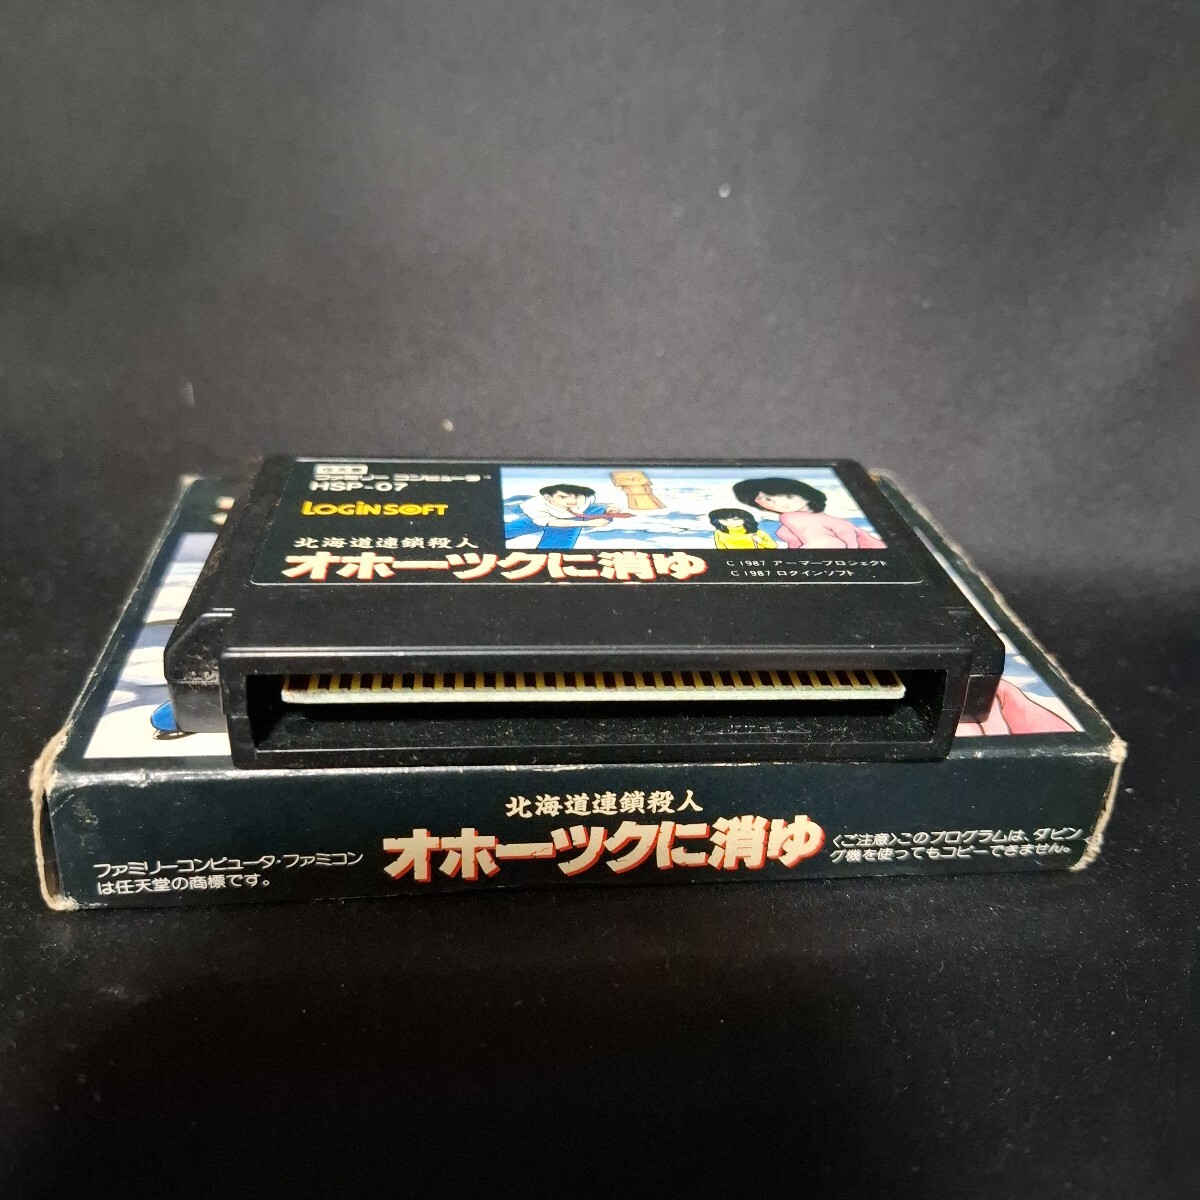 ファミリー コンピュータ
HSP-07
LOGiN SOFT
北海道連鎖殺人
オホーツクに消ゆ
C 1987 アーマープロジェクト
C 1987 ログインソフト
北海道連鎖殺人
オホーツクに消ゆ
ファミリーコンピュータ・ファミコン
は任天堂の商標です。
〈ご注意〉このプログラムは、ダビン
グ機を使ってもコピーできません。